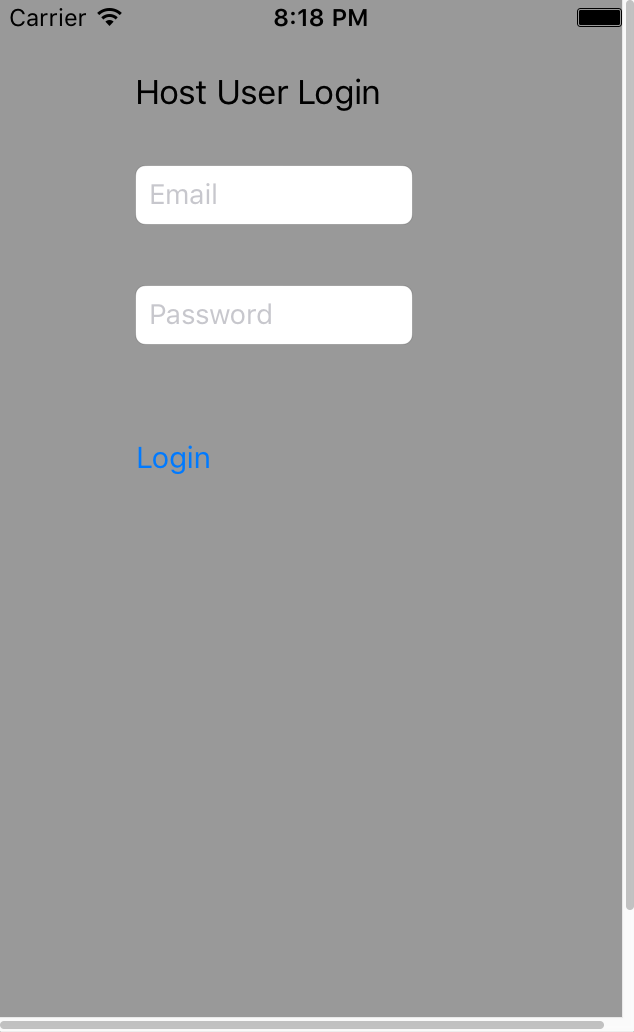 Carrier 8:18 PM
Host User Login
Email
Password
Login